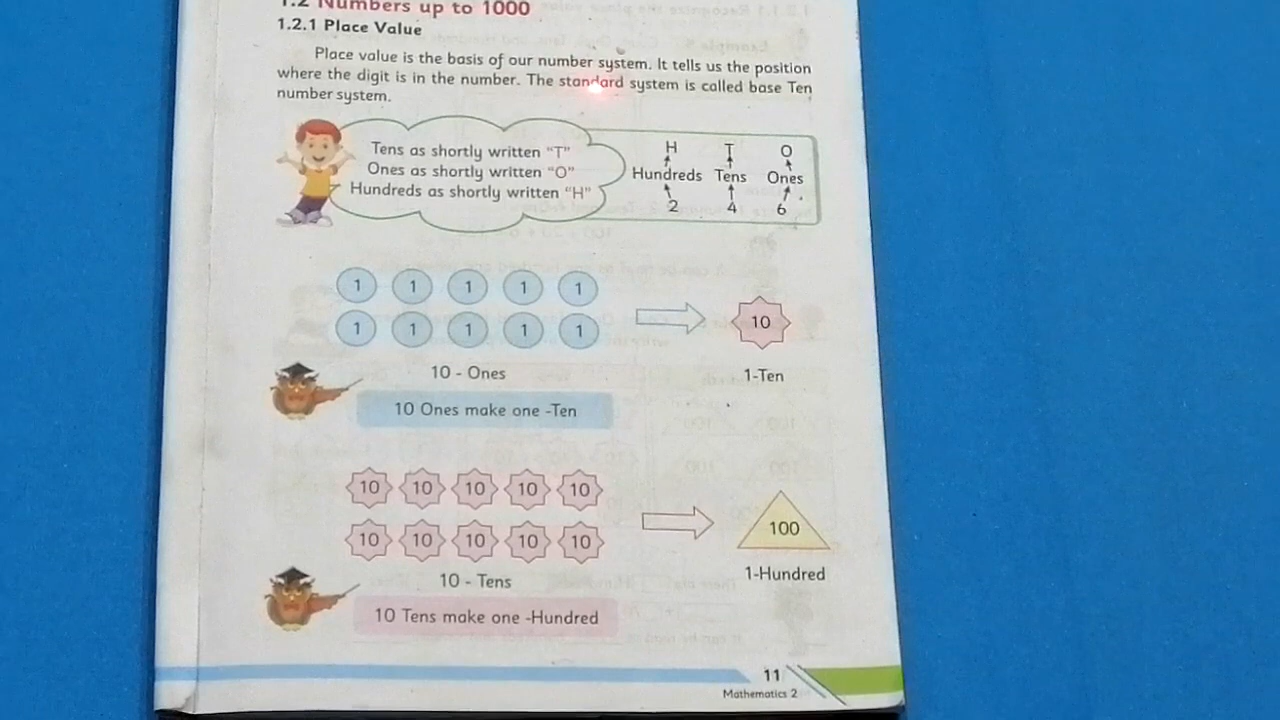 1.2 Numbers up to 1000
1.2.1 Place Value
Place value is the basis of our number system. It tells us the position
where the digit is in the number. The standard system is called base Ten
number system.
Tens as shortly written "T"
Ones as shortly written "O"
Hundreds as shortly written "H"
H T O
Hundreds Tens Ones
2 4 6
1 1 1 1 1
1 1 1 1 1
10
10 - Ones
1-Ten
10 Ones make one -Ten
10 10 10 10 10
10 10 10 10 10
100
10 - Tens
1-Hundred
10 Tens make one -Hundred
11
Mathematics 2